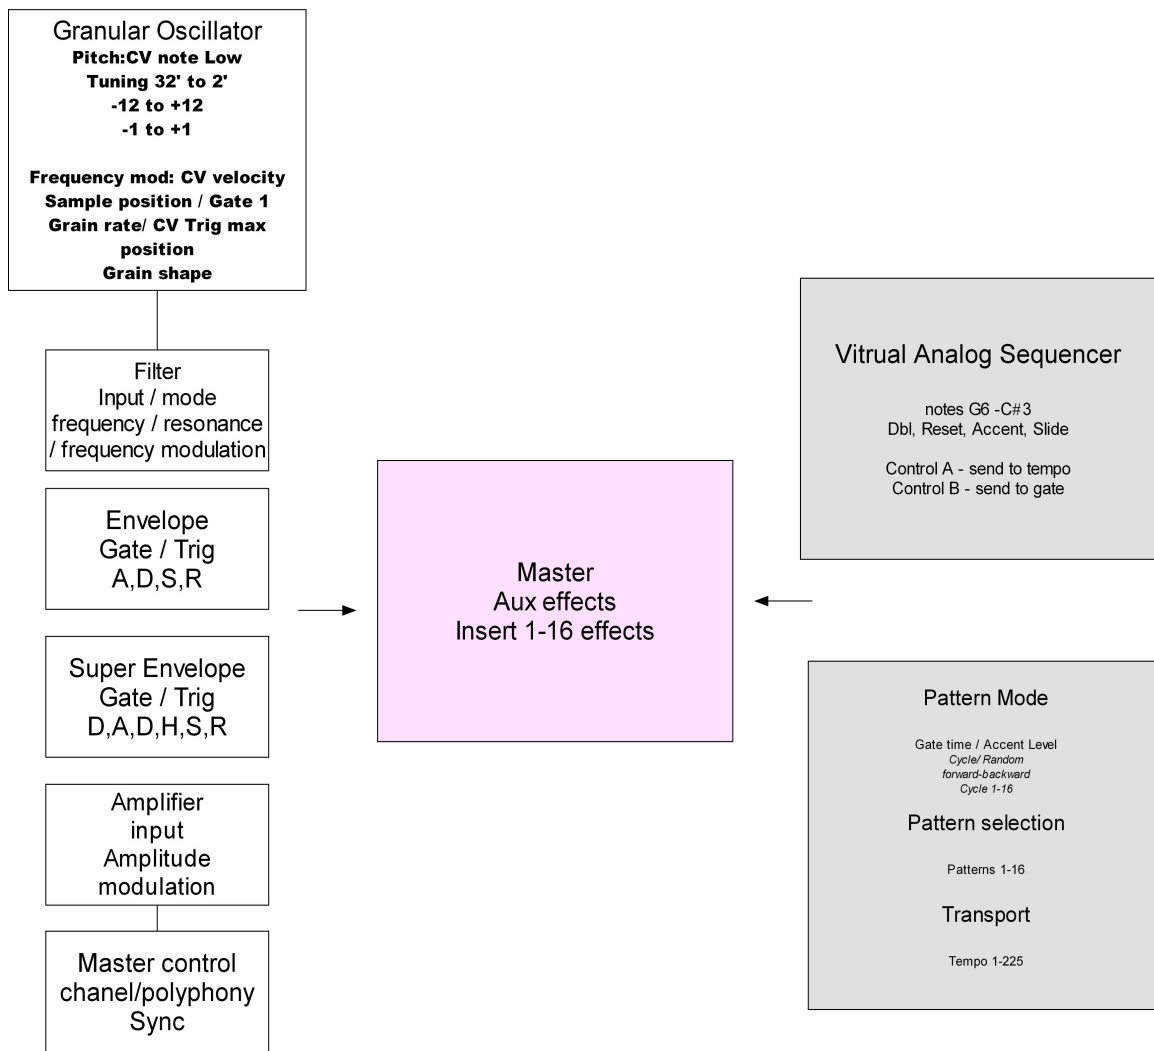 Granular Oscillator
Pitch:CV note Low
Tuning 32' to 2'
-12 to +12
-1 to +1
Frequency mod: CV velocity
Sample position / Gate 1
Grain rate/ CV Trig max
position
Grain shape
Filter
Input / mode
frequency / resonance
/ frequency modulation
Envelope
Gate / Trig
A,D,S,R
Super Envelope
Gate / Trig
D,A,D,H,S,R
Amplifier
input
Amplitude
modulation
Master control
chanel/polyphony
Sync
Master
Aux effects
Insert 1-16 effects
Vitrual Analog Sequencer
notes G6 -C#3
Dbl, Reset, Accent, Slide
Control A - send to tempo
Control B - send to gate
Pattern Mode
Gate time / Accent Level
Cycle/ Random
forward-backward
Cycle 1-16
Pattern selection
Patterns 1-16
Transport
Tempo 1-225